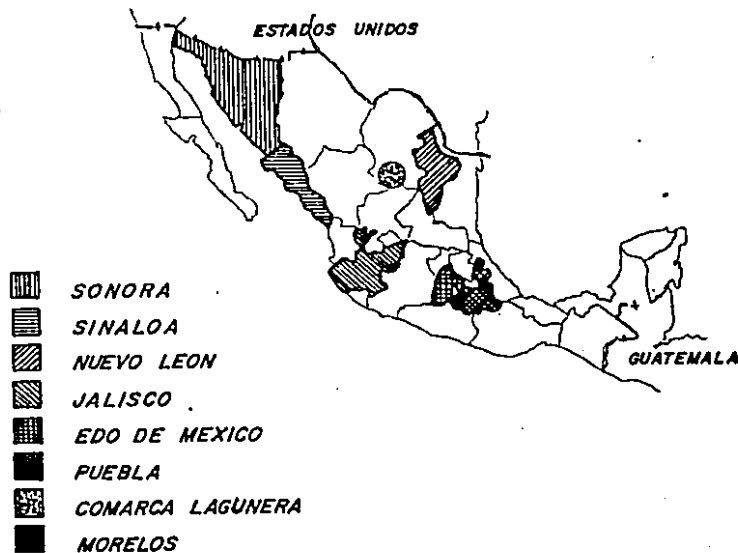 ESTADOS UNIDOS
GUATEMALA
SONORA
SINALOA
NUEVO LEON
JALISCO
EDO DE MEXICO
PUEBLA
COMARCA LAGUNERA
MORELOS